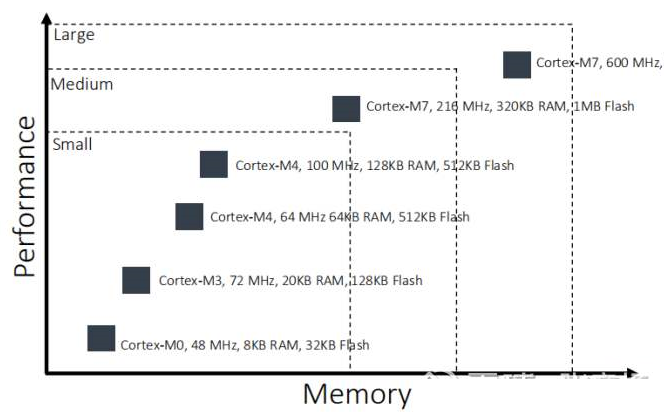 Large
Cortex-M7, 600 MHz,
Medium
Cortex-M7, 216 MHz, 320KB RAM, 1MB Flash
Small
Cortex-M4, 100 MHz, 128KB RAM, 512KB Flash
Cortex-M4, 64 MHz 64KB RAM, 512KB Flash
Cortex-M3, 72 MHz, 20KB RAM, 128KB Flash
Cortex-M0, 48 MHz, 8KB RAM, 32KB Flash
Performance
Memory